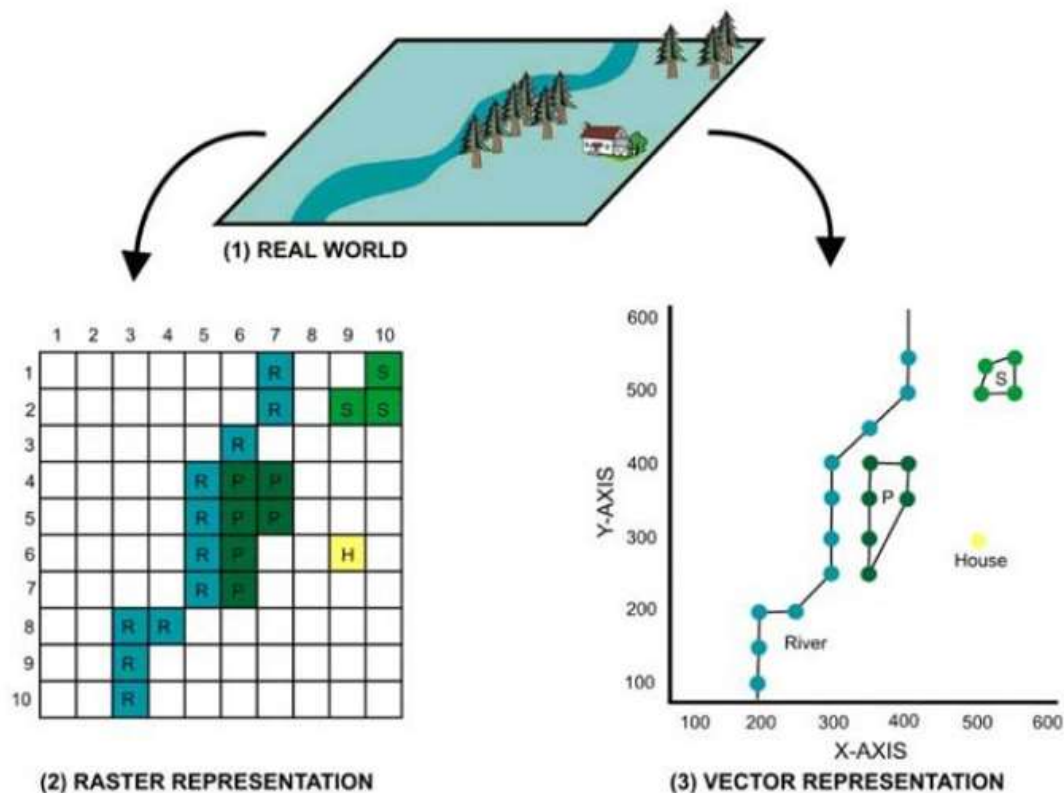 (1) REAL WORLD
1 2 3 4 5 6 7 8 9 10
1 R S
2 R S S
3 R
4 R P P
5 R P P
6 R P H
7 R P
8 R R
9 R
10 R
(2) RASTER REPRESENTATION
600
500
400
300
200
100
Y-AXIS
S
P
House
River
100 200 300 400 500 600
X-AXIS
(3) VECTOR REPRESENTATION